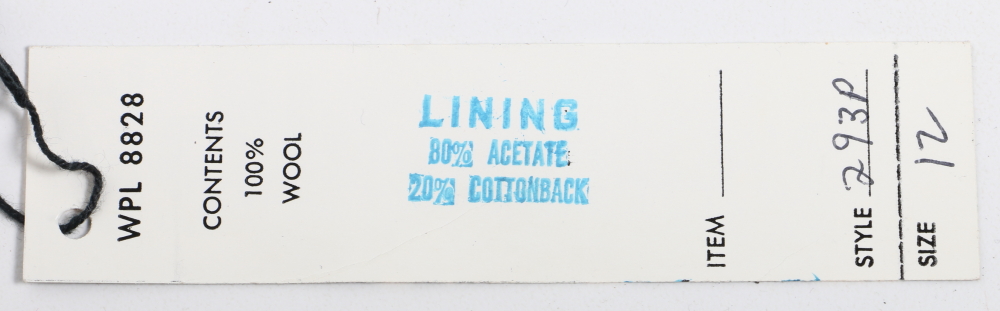 WPL 8828
CONTENTS
100%
WOOL
LINING
80% ACETATE
20% COTTONBACK
ITEM
STYLE 293P
SIZE 12